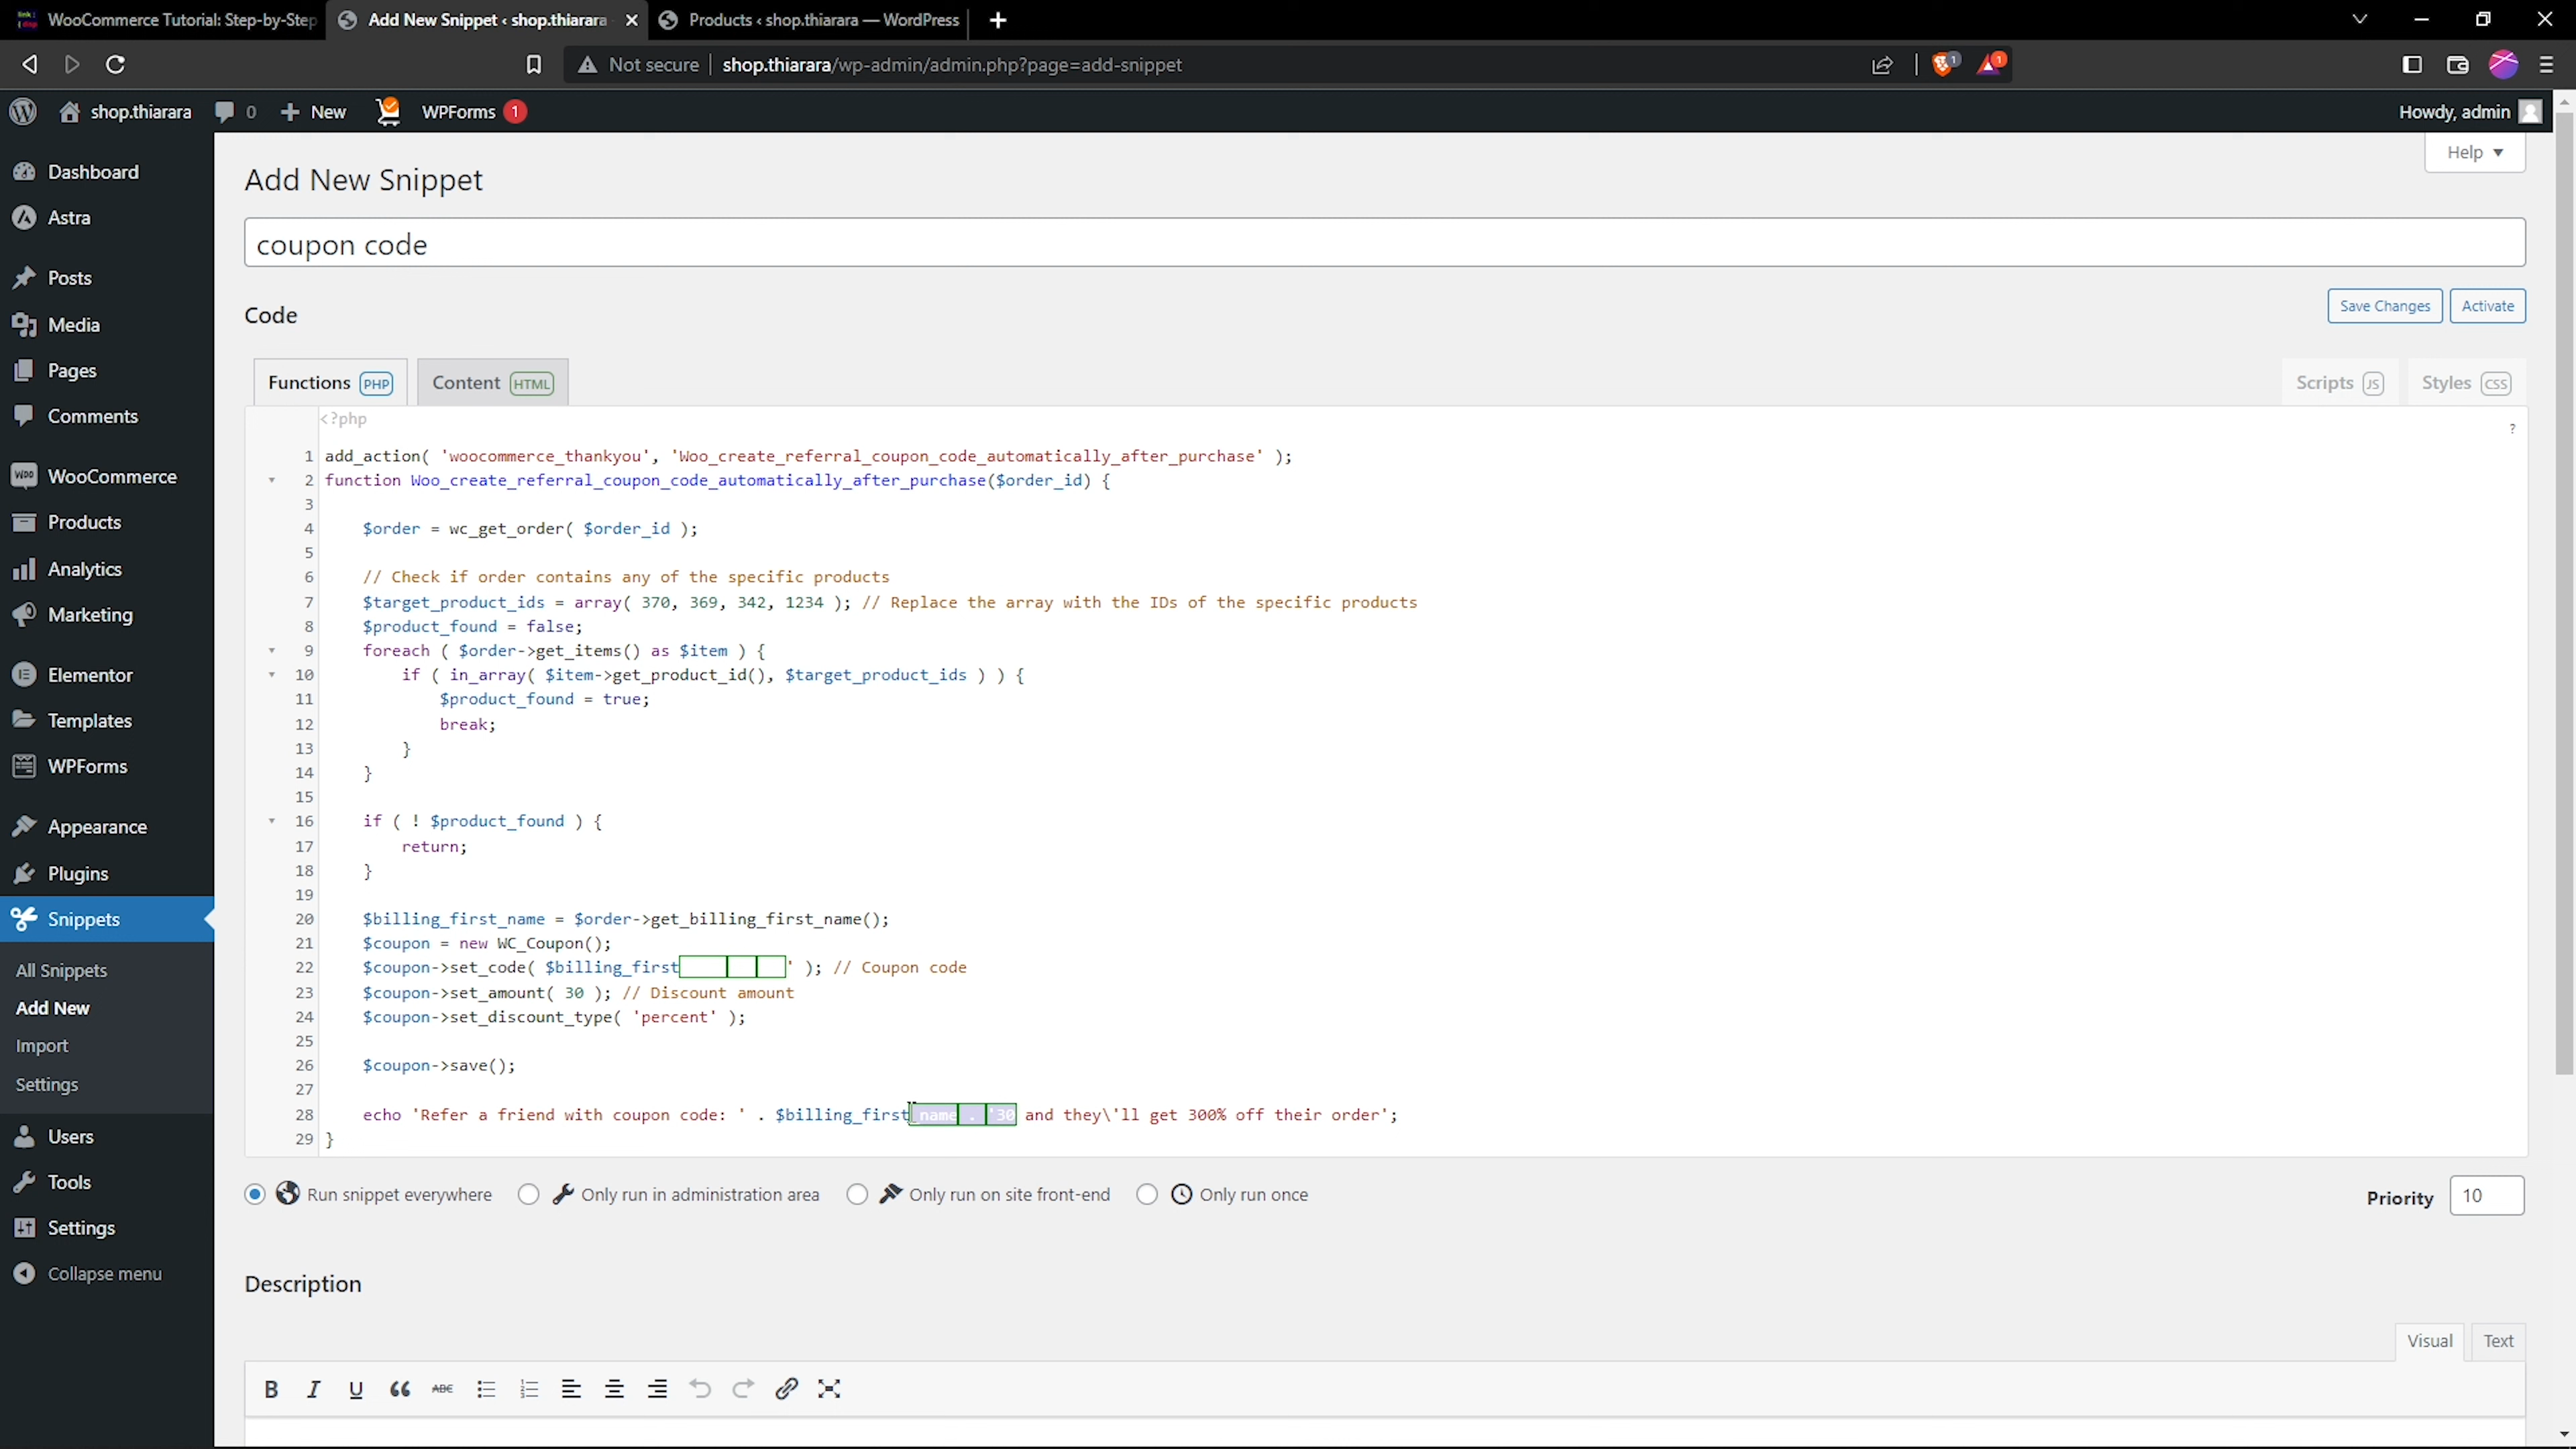 WooCommerce Tutorial: Step-by-Step
Add New Snippet ‹ shop.thiarara
Products ‹ shop.thiarara — WordPress
Not secure
shop.thiarara/wp-admin/admin.php?page=add-snippet
1
1
shop.thiarara
0
New
WPForms 1
Howdy, admin
Help
Dashboard
Astra
Posts
Media
Pages
Comments
WooCommerce
Products
Analytics
Marketing
Elementor
Templates
WPForms
Appearance
Plugins
Snippets
All Snippets
Add New
Import
Settings
Users
Tools
Settings
Collapse menu
Add New Snippet
coupon code
Code
Save Changes
Activate
Functions PHP
Content HTML
Scripts JS
Styles CSS
<?php
?
1 add_action( 'woocommerce_thankyou', 'Woo_create_referral_coupon_code_automatically_after_purchase' );
2 function Woo_create_referral_coupon_code_automatically_after_purchase($order_id) {
3
4 $order = wc_get_order( $order_id );
5
6 // Check if order contains any of the specific products
7 $target_product_ids = array( 370, 369, 342, 1234 ); // Replace the array with the IDs of the specific products
8 $product_found = false;
9 foreach ( $order->get_items() as $item ) {
10 if ( in_array( $item->get_product_id(), $target_product_ids ) ) {
11 $product_found = true;
12 break;
13 }
14 }
15
16 if ( ! $product_found ) {
17 return;
18 }
19
20 $billing_first_name = $order->get_billing_first_name();
21 $coupon = new WC_Coupon();
22 $coupon->set_code( $billing_first ' ); // Coupon code
23 $coupon->set_amount( 30 ); // Discount amount
24 $coupon->set_discount_type( 'percent' );
25
26 $coupon->save();
27
28 echo 'Refer a friend with coupon code: ' . $billing_first_name . '30 and they\'ll get 300% off their order';
29 }
Run snippet everywhere
Only run in administration area
Only run on site front-end
Only run once
Priority 10
Description
Visual
Text
B I U ABC